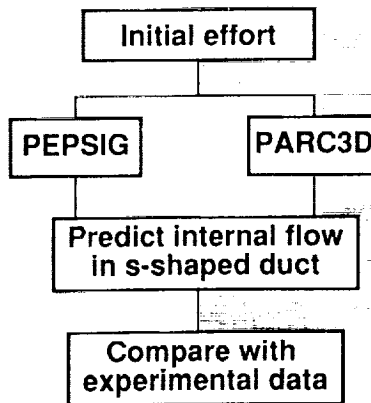 Initial effort
PEPSIG
PARC3D
Predict internal flow
in s-shaped duct
Compare with
experimental data